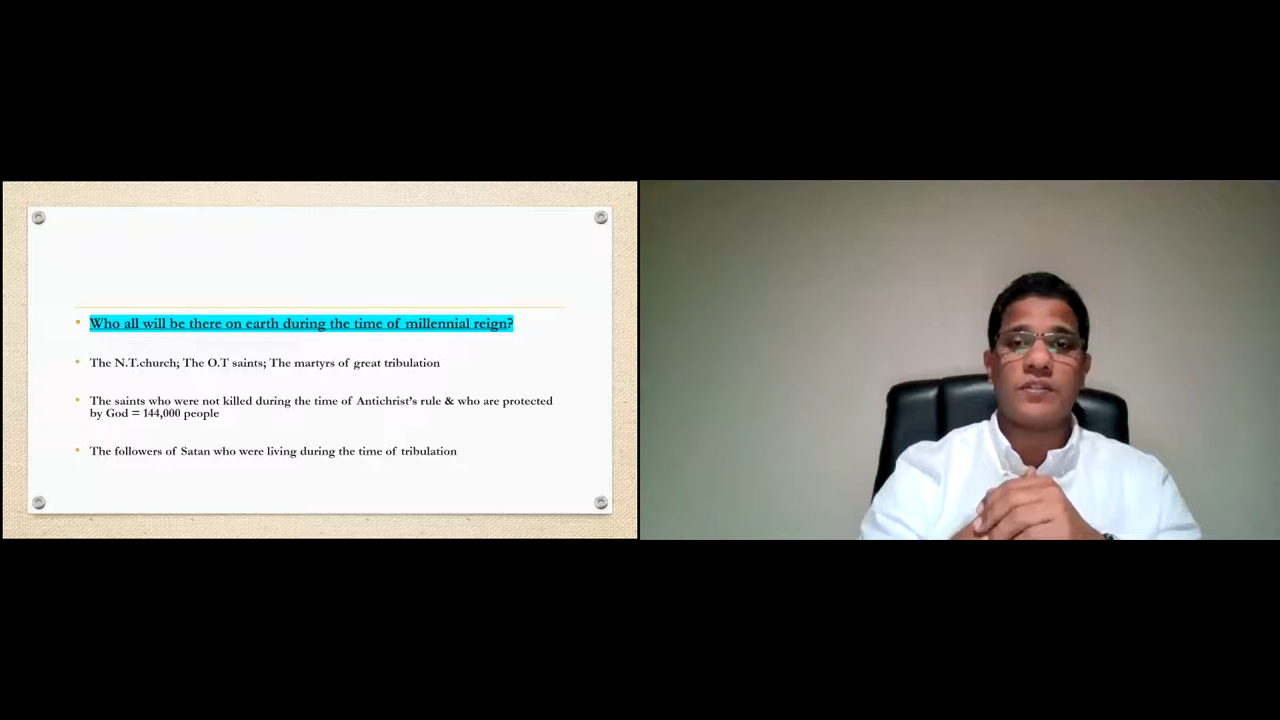 Who all will be there on earth during the time of millennial reign?
The N.T.church; The O.T saints; The martyrs of great tribulation
The saints who were not killed during the time of Antichrist's rule & who are protected
by God = 144,000 people
The followers of Satan who were living during the time of tribulation